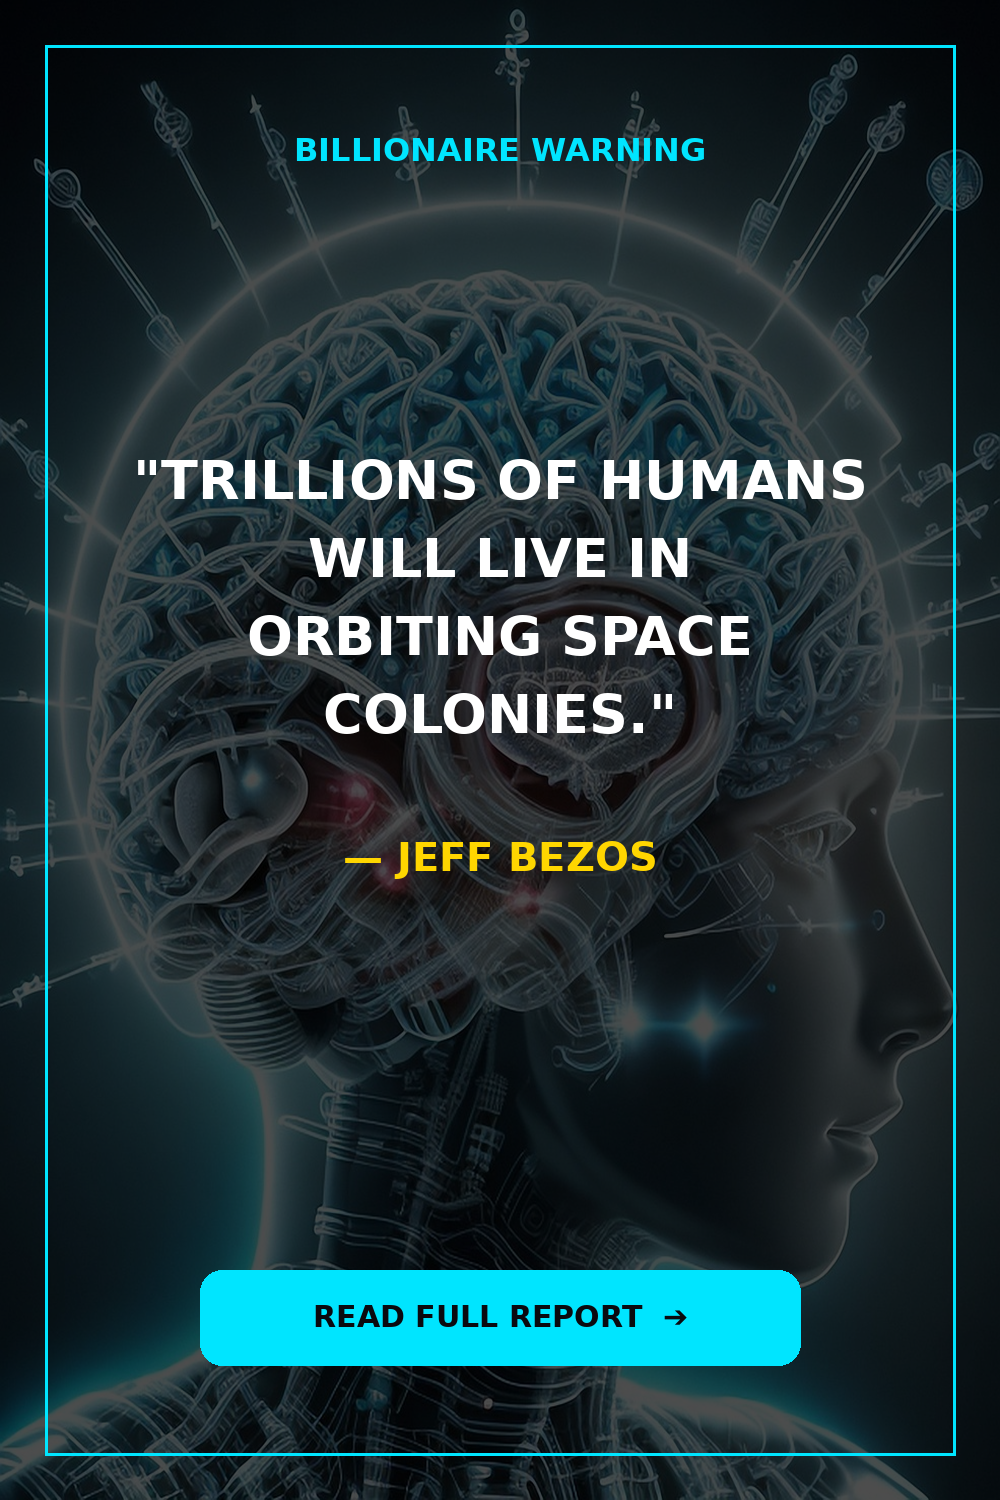 BILLIONAIRE WARNING
"TRILLIONS OF HUMANS
WILL LIVE IN
ORBITING SPACE
COLONIES."
— JEFF BEZOS
READ FULL REPORT ➔